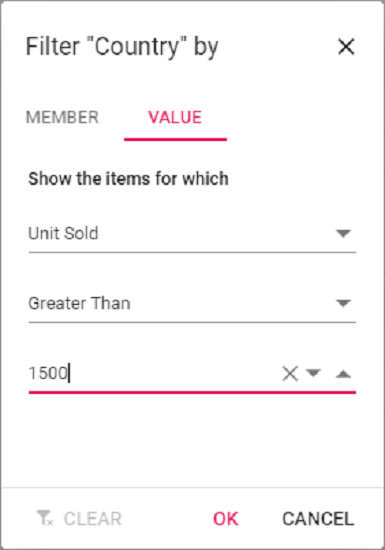 Filter "Country" by
MEMBER VALUE
Show the items for which
Unit Sold
Greater Than
1500
CLEAR OK CANCEL